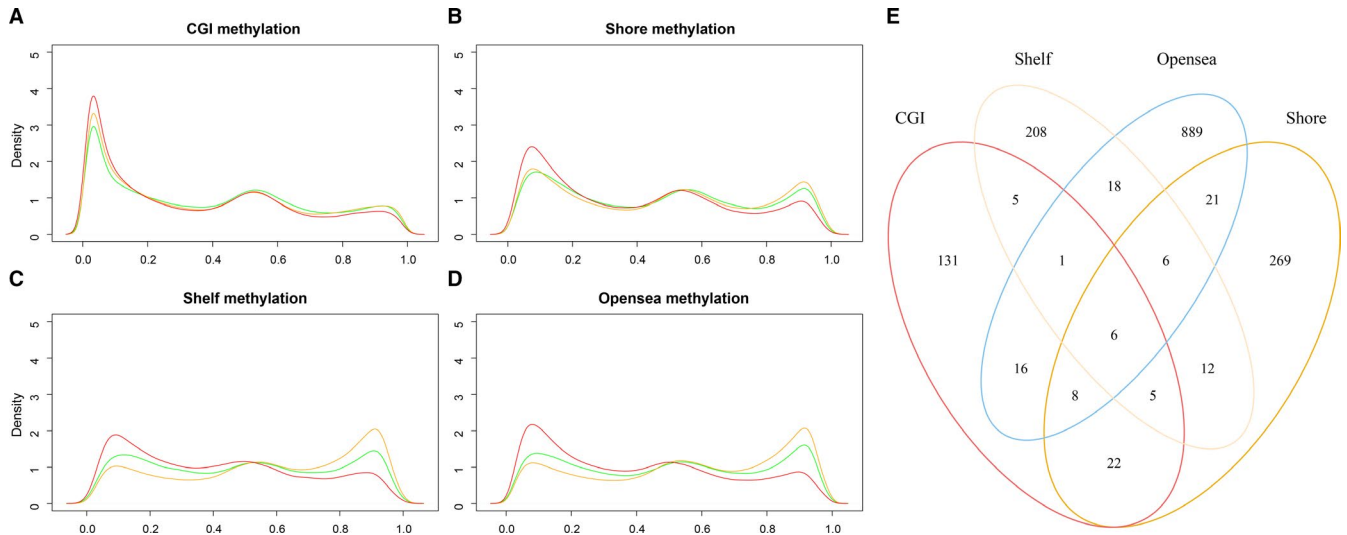 A
CGI methylation
Density
5
4
3
2
1
0
0.0 0.2 0.4 0.6 0.8 1.0
B
Shore methylation
5
4
3
2
1
0
0.0 0.2 0.4 0.6 0.8 1.0
C
Shelf methylation
Density
5
4
3
2
1
0
0.0 0.2 0.4 0.6 0.8 1.0
D
Opensea methylation
5
4
3
2
1
0
0.0 0.2 0.4 0.6 0.8 1.0
E
Shelf Opensea
CGI Shore
208 889
5 18 21
131 1 6 269
6
16 12
8 5
22